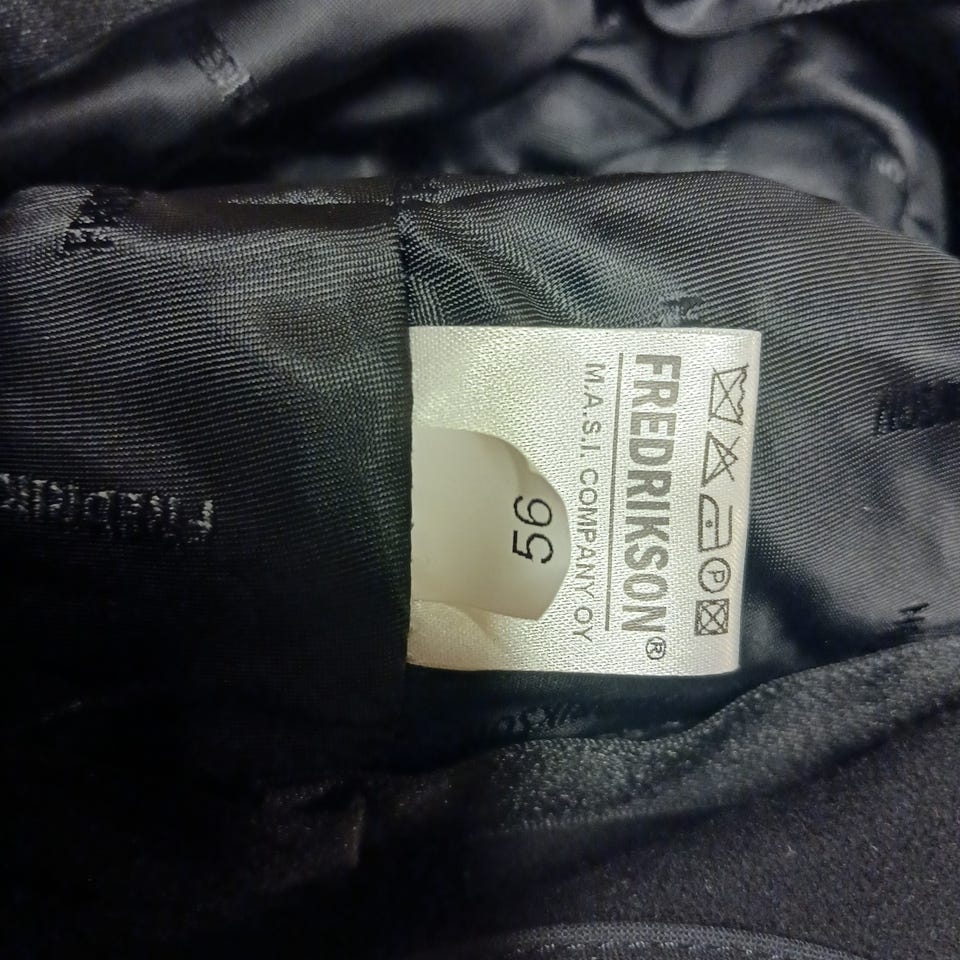 P
FREDRIKSON®
M.A.S.I. COMPANY OY
56